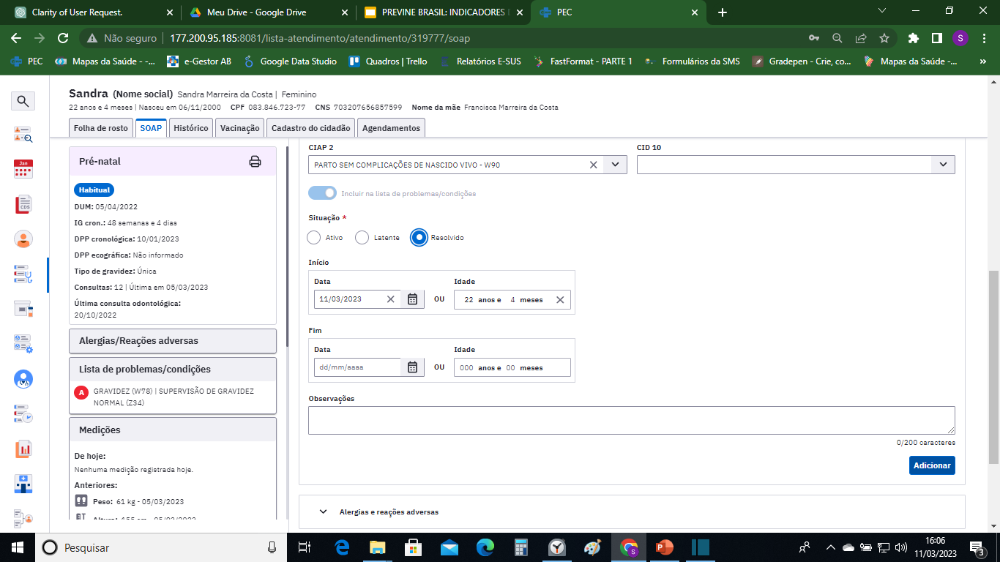 Clarity of User Request.
Meu Drive - Google Drive
PREVINE BRASIL: INDICADORES
PEC
Não seguro | 177.200.95.185:8081/lista-atendimento/atendimento/319777/soap
S
PEC
Mapas da Saúde - -...
e-Gestor AB
Google Data Studio
Quadros | Trello
Relatórios E-SUS
FastFormat - PARTE 1
Formulários da SMS
Gradepen - Crie, co...
Mapas da Saúde -...
»
Sandra (Nome social) Sandra Marreira da Costa | Feminino
22 anos e 4 meses | Nasceu em 06/11/2000 CPF 083.846.723-77 CNS 703207656857599 Nome da mãe Francisca Marreira da Costa
Folha de rosto
SOAP
Histórico
Vacinação
Cadastro do cidadão
Agendamentos
Jan
CDS
Pré-natal
Habitual
DUM: 05/04/2022
IG cron.: 48 semanas e 4 dias
DPP cronológica: 10/01/2023
DPP ecográfica: Não informado
Tipo de gravidez: Única
Consultas: 12 | Última em 05/03/2023
Última consulta odontológica:
20/10/2022
Alergias/Reações adversas
Lista de problemas/condições
A
GRAVIDEZ (W78) | SUPERVISÃO DE GRAVIDEZ
NORMAL (Z34)
Medições
De hoje:
Nenhuma medição registrada hoje.
Anteriores:
Peso: 61 kg - 05/03/2023
CIAP 2
PARTO SEM COMPLICAÇÕES DE NASCIDO VIVO - W90
CID 10
Incluir na lista de problemas/condições
Situação *
Ativo
Latente
Resolvido
Início
Data
Idade
11/03/2023
OU
22 anos e 4 meses
Fim
Data
Idade
dd/mm/aaaa
OU
000 anos e 00 meses
Observações
0/200 caracteres
Adicionar
Alergias e reações adversas
Pesquisar
16:06
11/03/2023
3